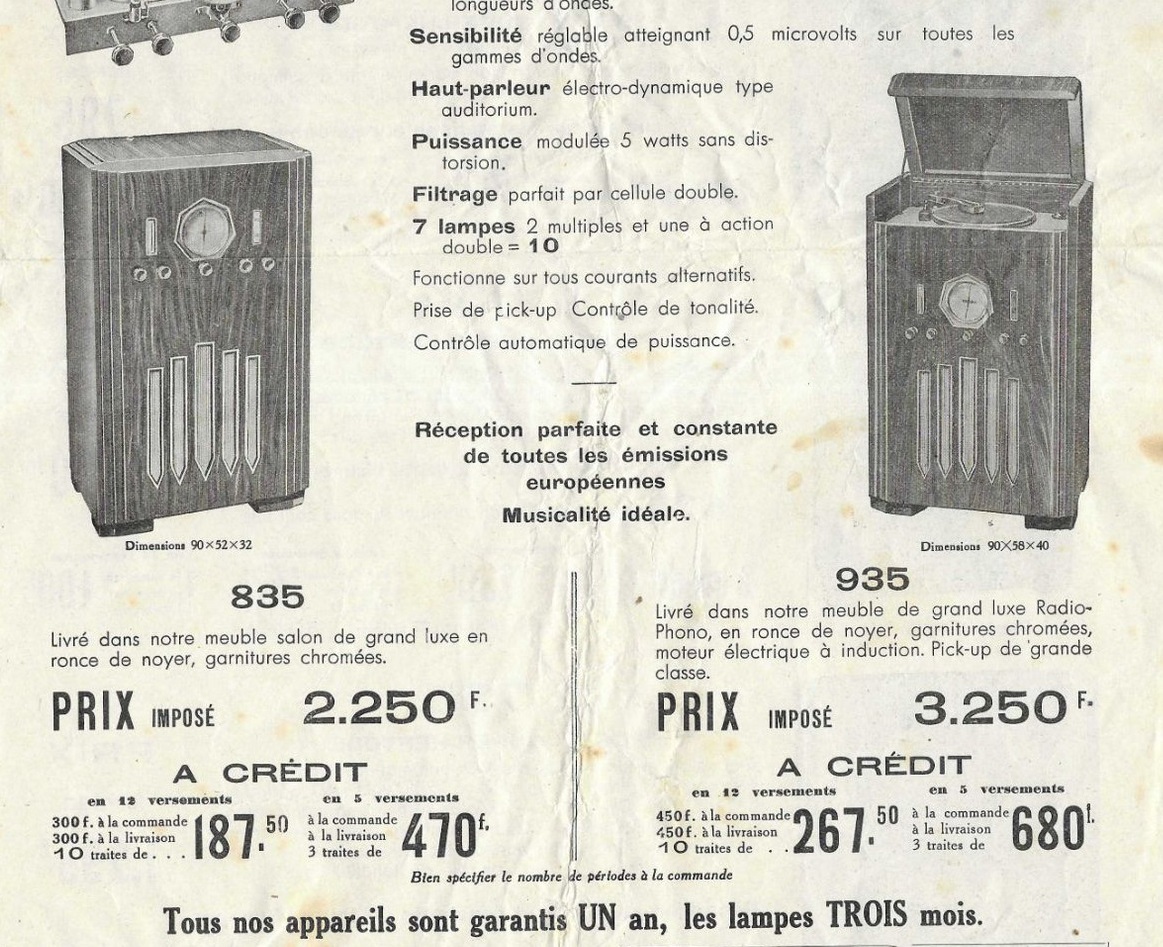 longueurs d'ondes.
Sensibilité réglable atteignant 0,5 microvolts sur toutes les
gammes d'ondes.
Haut-parleur électro-dynamique type
auditorium.
Puissance modulée 5 watts sans dis-
torsion.
Filtrage parfait par cellule double.
7 lampes 2 multiples et une à action
double = 10
Fonctionne sur tous courants alternatifs.
Prise de pick-up Contrôle de tonalité.
Contrôle automatique de puissance.
Réception parfaite et constante
de toutes les émissions
européennes
Musicalité idéale.
Dimensions 90×52×32
835
Livré dans notre meuble salon de grand luxe en
ronce de noyer, garnitures chromées.
PRIX IMPOSÉ 2.250 F.
A CRÉDIT
en 12 versements
300 f. à la commande
300 f. à la livraison
10 traites de . . . 187.50
en 5 versements
à la commande
à la livraison
3 traites de
470 f.
Dimensions 90×58×40
935
Livré dans notre meuble de grand luxe Radio-
Phono, en ronce de noyer, garnitures chromées,
moteur électrique à induction. Pick-up de grande
classe.
PRIX IMPOSÉ 3.250 F.
A CRÉDIT
en 12 versements
450 f. à la commande
450 f. à la livraison
10 traites de . . 267.50
en 5 versements
à la commande
à la livraison
3 traites de
680 f.
Bien spécifier le nombre de périodes à la commande
Tous nos appareils sont garantis UN an, les lampes TROIS mois.